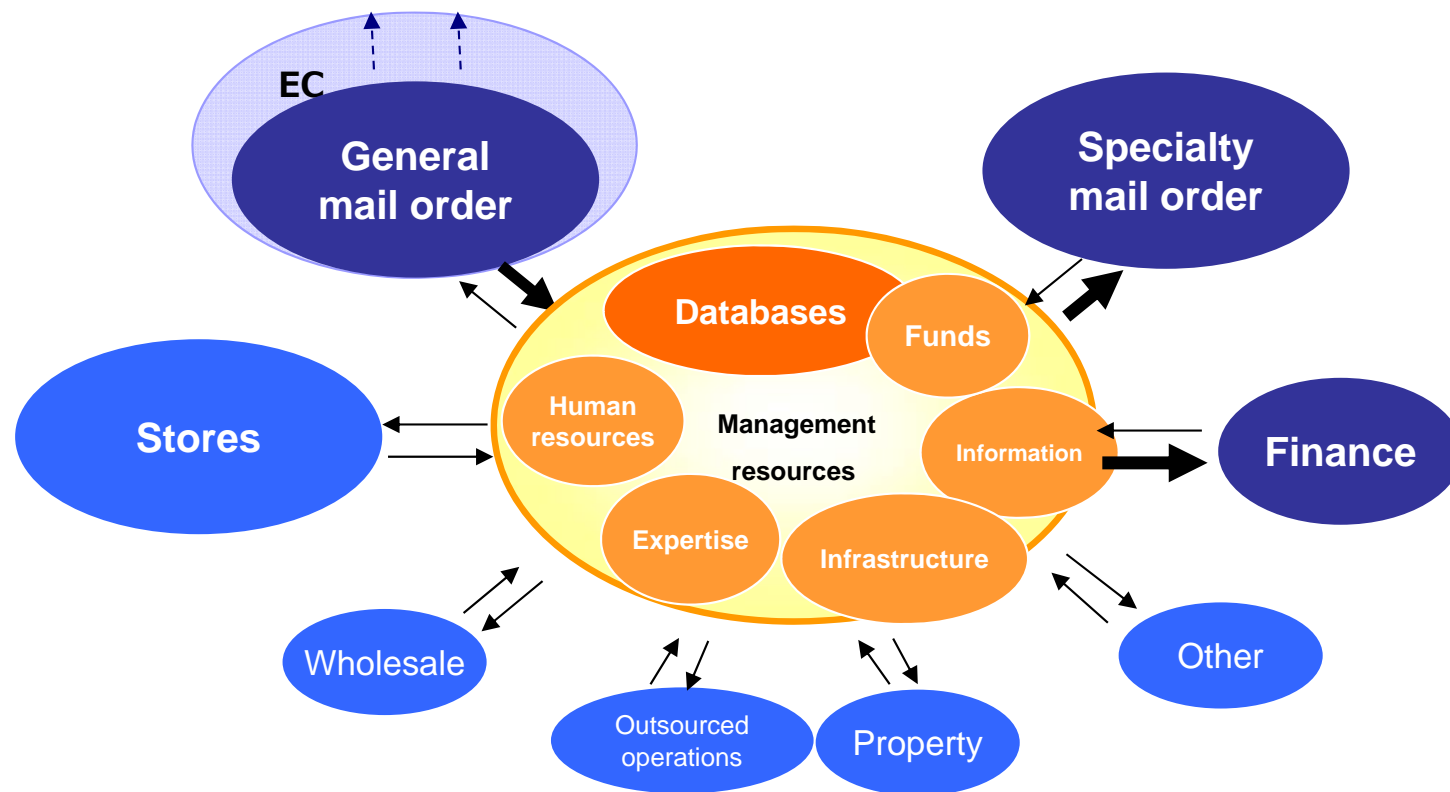 EC
General
mail order
Specialty
mail order
Databases
Funds
Human
resources
Management
resources
Information
Stores
Finance
Expertise
Infrastructure
Wholesale
Other
Outsourced
operations
Property